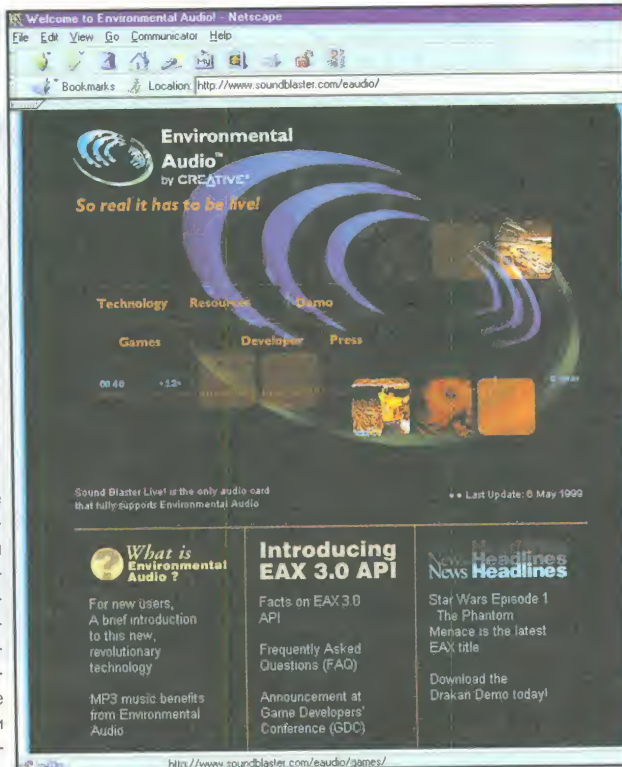 Welcome to Environmental Audio! - Netscape
File Edit View Go Communicator Help
Bookmarks Location: http://www.soundblaster.com/eaudio/
Environmental
Audio™
by CREATIVE®
So real it has to be live!
Technology Resources Demo
Games Developer Press
00 40 +12+
Sound Blaster Live! is the only audio card
that fully supports Environmental Audio
•• Last Update: 6 May 1999
?
What is
Environmental
Audio ?
For new users,
A brief introduction
to this new,
revolutionary
technology
MP3 music benefits
from Environmental
Audio
Introducing
EAX 3.0 API
Facts on EAX 3.0
API
Frequently Asked
Questions (FAQ)
Announcement at
Game Developers'
Conference (GDC)
News Headlines
Star Wars Episode 1
The Phantom
Menace is the latest
EAX title
Download the
Drakan Demo today!
http://www.soundblaster.com/eaudio/games/